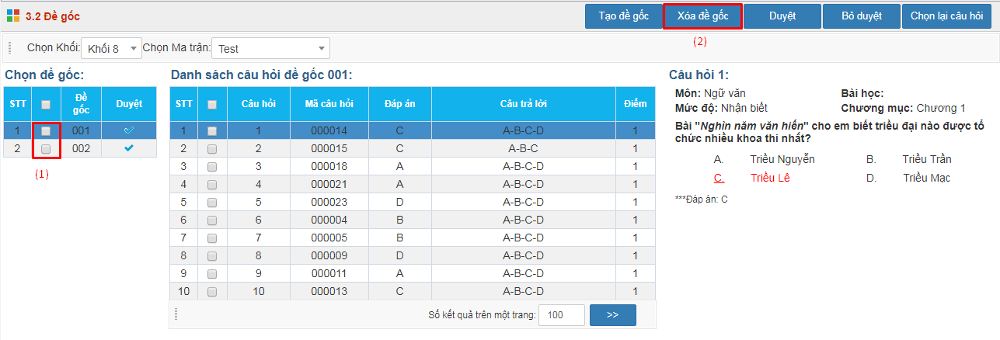 3.2 Đề gốc
Tạo đề gốc Xóa đề gốc Duyệt Bỏ duyệt Chọn lại câu hỏi
(2)
Chọn Khối: Khối 8 Chọn Ma trận: Test
Chọn đề gốc:
STT Đề gốc Duyệt
1 001
2 002
(1)
Danh sách câu hỏi đề gốc 001:
STT Câu hỏi Mã câu hỏi Đáp án Câu trả lời Điểm
1 1 000014 C A-B-C-D 1
2 2 000015 C A-B-C 1
3 3 000018 A A-B-C-D 1
4 4 000021 A A-B-C-D 1
5 5 000023 D A-B-C-D 1
6 6 000004 B A-B-C-D 1
7 7 000005 B A-B-C-D 1
8 8 000009 D A-B-C-D 1
9 9 000011 A A-B-C-D 1
10 10 000013 C A-B-C-D 1
Số kết quả trên một trang: 100 >>
Câu hỏi 1:
Môn: Ngữ văn Bài học:
Mức độ: Nhận biết Chương mục: Chương 1
Bài "Nghìn năm văn hiến" cho em biết triều đại nào được tổ
chức nhiều khoa thi nhất?
A. Triều Nguyễn B. Triều Trần
C. Triều Lê D. Triều Mạc
***Đáp án: C